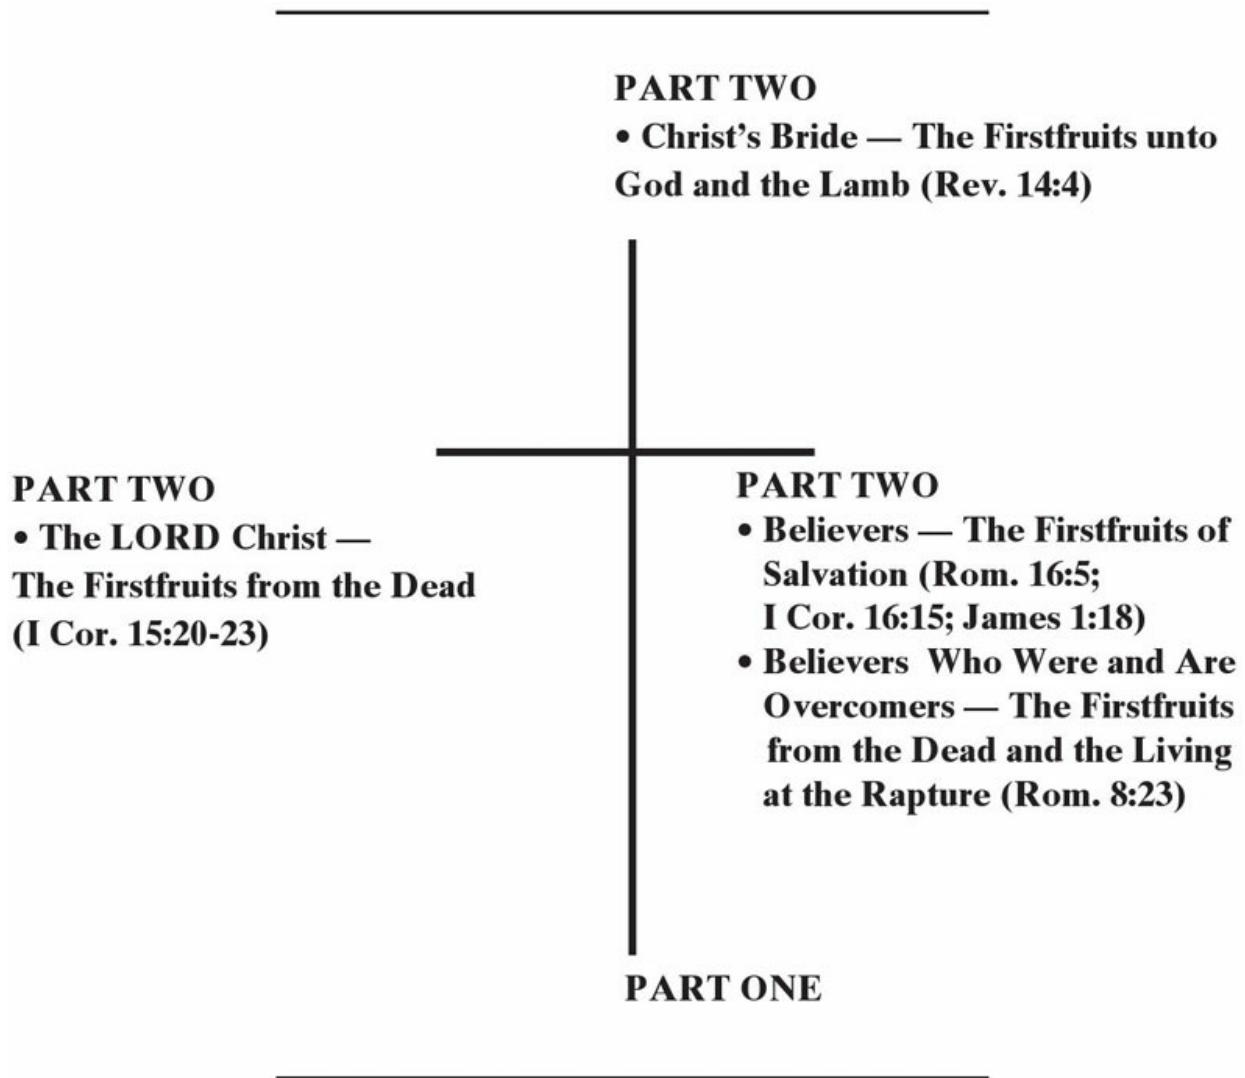 PART TWO
• Christ’s Bride — The Firstfruits unto
God and the Lamb (Rev. 14:4)
PART TWO
• The LORD Christ —
The Firstfruits from the Dead
(I Cor. 15:20-23)
PART TWO
• Believers — The Firstfruits of
Salvation (Rom. 16:5;
I Cor. 16:15; James 1:18)
• Believers Who Were and Are
Overcomers — The Firstfruits
from the Dead and the Living
at the Rapture (Rom. 8:23)
PART ONE